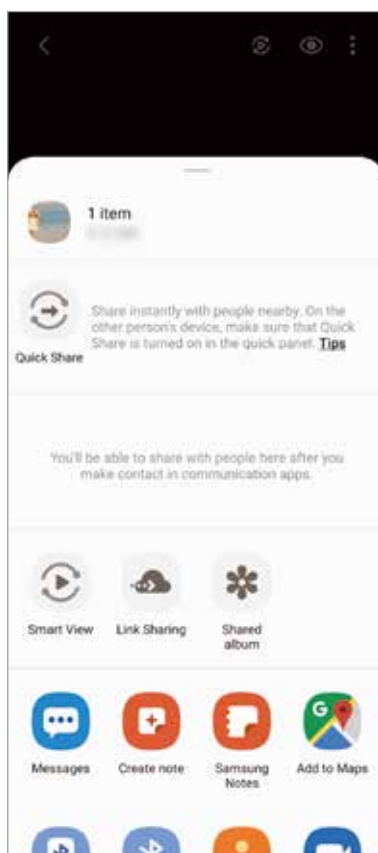 1 item
Share instantly with people nearby. On the
other person's device, make sure that Quick
Share is turned on in the quick panel. Tips
Quick Share
You'll be able to share with people here after you
make contact in communication apps.
Smart View
Link Sharing
Shared
album
Messages
Create note
Samsung
Notes
G
Add to Maps